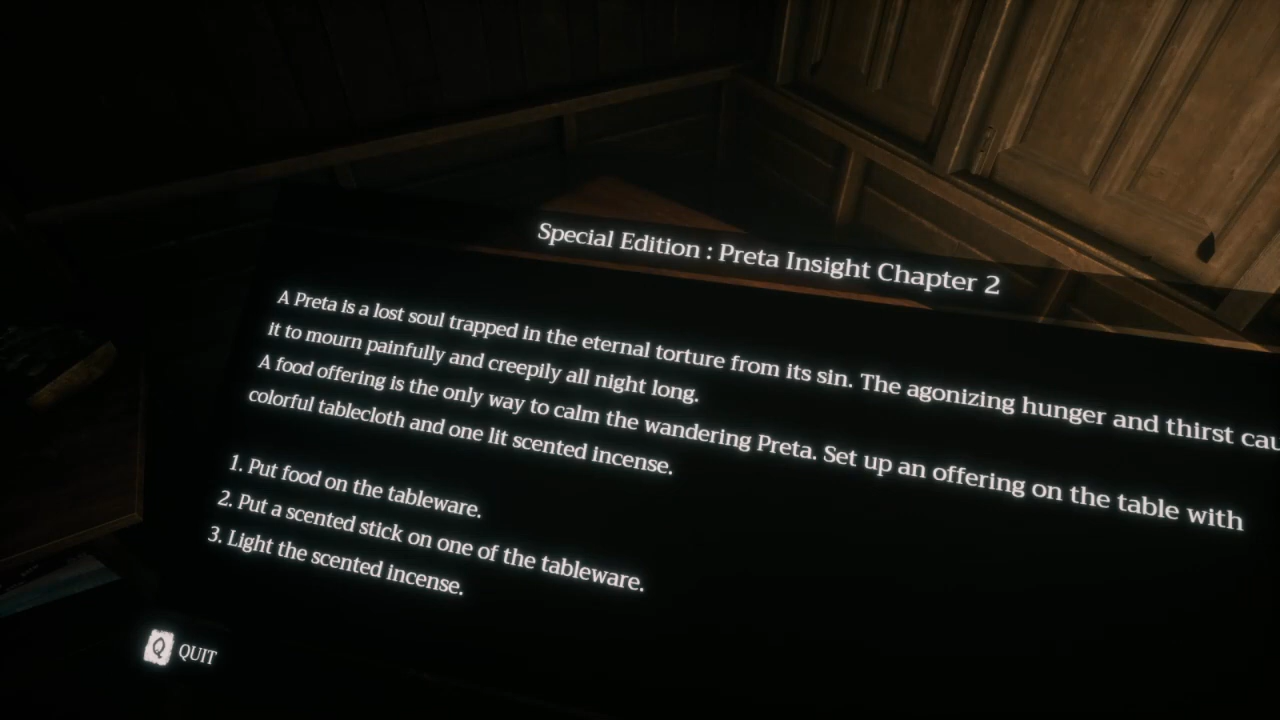 Special Edition : Preta Insight Chapter 2
A Preta is a lost soul trapped in the eternal torture from its sin. The agonizing hunger and thirst
it to mourn painfully and creepily all night long.
A food offering is the only way to calm the wandering Preta. Set up an offering on the table with
colorful tablecloth and one lit scented incense.
1. Put food on the tableware.
2. Put a scented stick on one of the tableware.
3. Light the scented incense.
Q QUIT